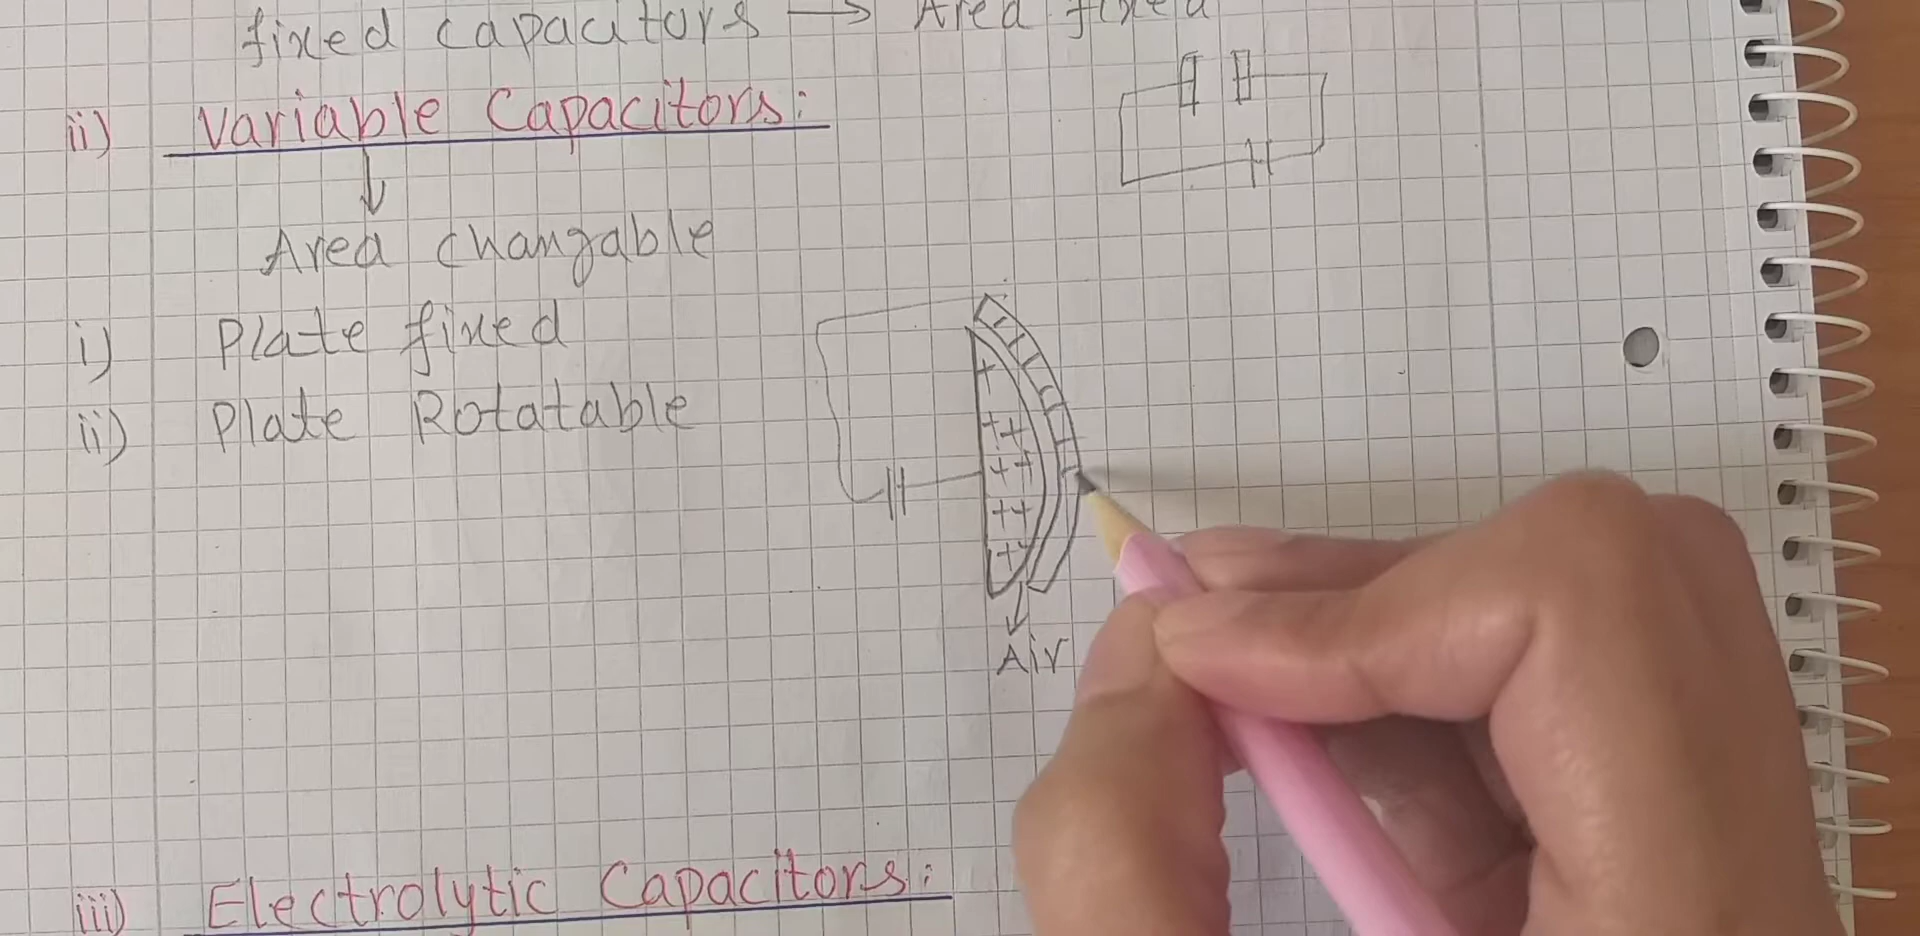 fixed capacitors → Area fixed
ii) Variable Capacitors:
Area changable
i) Plate fixed
ii) Plate Rotatable
Air
iii) Electrolytic Capacitors: